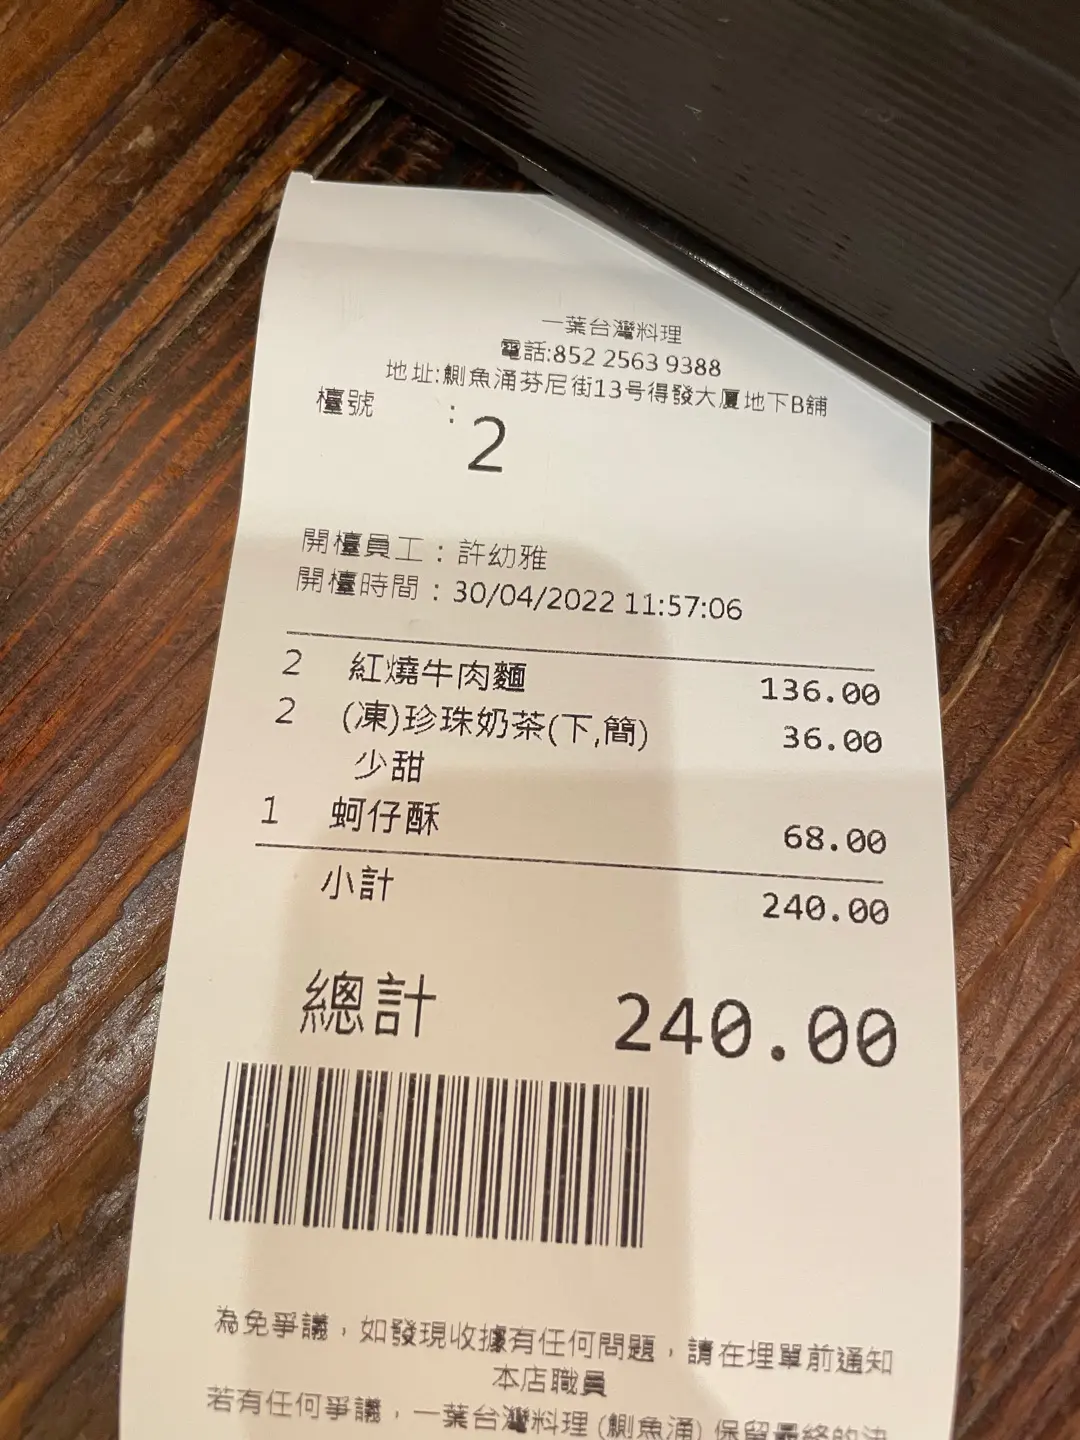 一葉台灣料理
電話:852 2563 9388
地址:鰂魚涌芬尼街13号得發大厦地下B舖
檯號 : 2
開檯員工：許幼雅
開檯時間：30/04/2022 11:57:06
2 紅燒牛肉麵 136.00
2 (凍)珍珠奶茶(下,簡) 36.00
少甜
1 蚵仔酥 68.00
小計 240.00
總計 240.00
為免爭議，如發現收據有任何問題，請在埋單前通知
本店職員
若有任何爭議，一葉台灣料理 (鰂魚涌) 保留最終的決